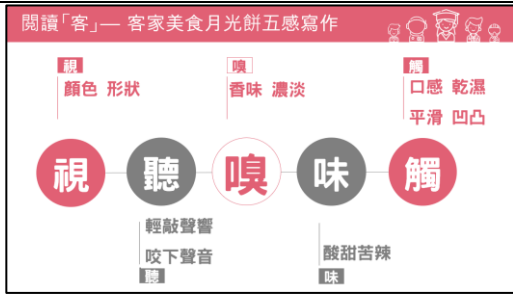 閱讀「客」— 客家美食月光餅五感寫作
視
顏色 形狀
嗅
香味 濃淡
觸
口感 乾濕
平滑 凹凸
視 聽 嗅 味 觸
輕敲聲響
咬下聲音
聽
酸甜苦辣
味